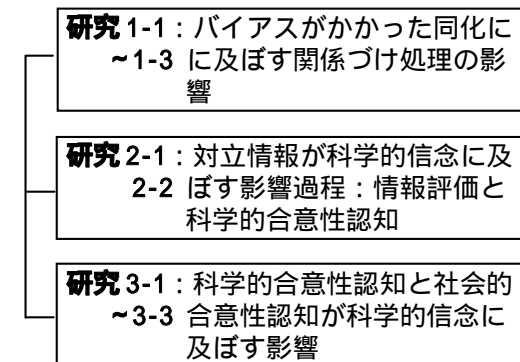 研究 1-1：バイアスがかかった同化に
~1-3 に及ぼす関係づけ処理の影
響
研究 2-1：対立情報が科学的信念に及
2-2 ぼす影響過程：情報評価と
科学的合意性認知
研究 3-1：科学的合意性認知と社会的
~3-3 合意性認知が科学的信念に
及ぼす影響